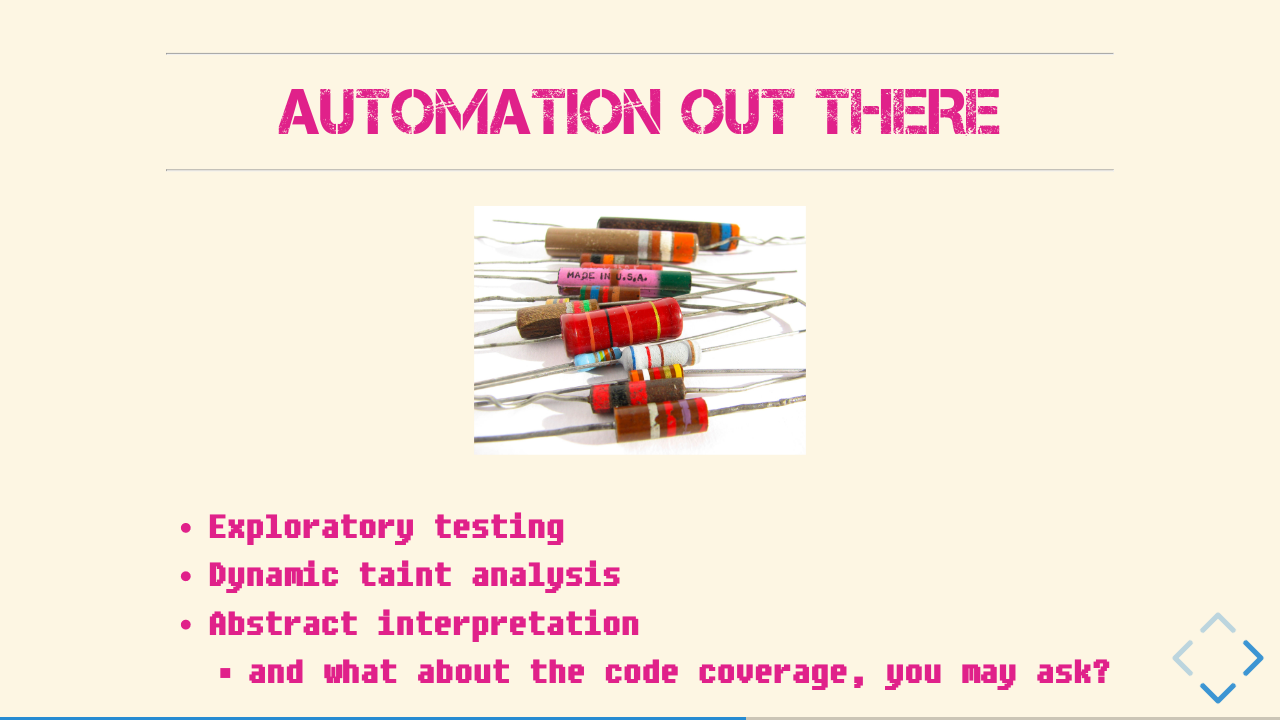 AUTOMATION OUT THERE
MADE IN U.S.A.
Exploratory testing
Dynamic taint analysis
Abstract interpretation
and what about the code coverage, you may ask?